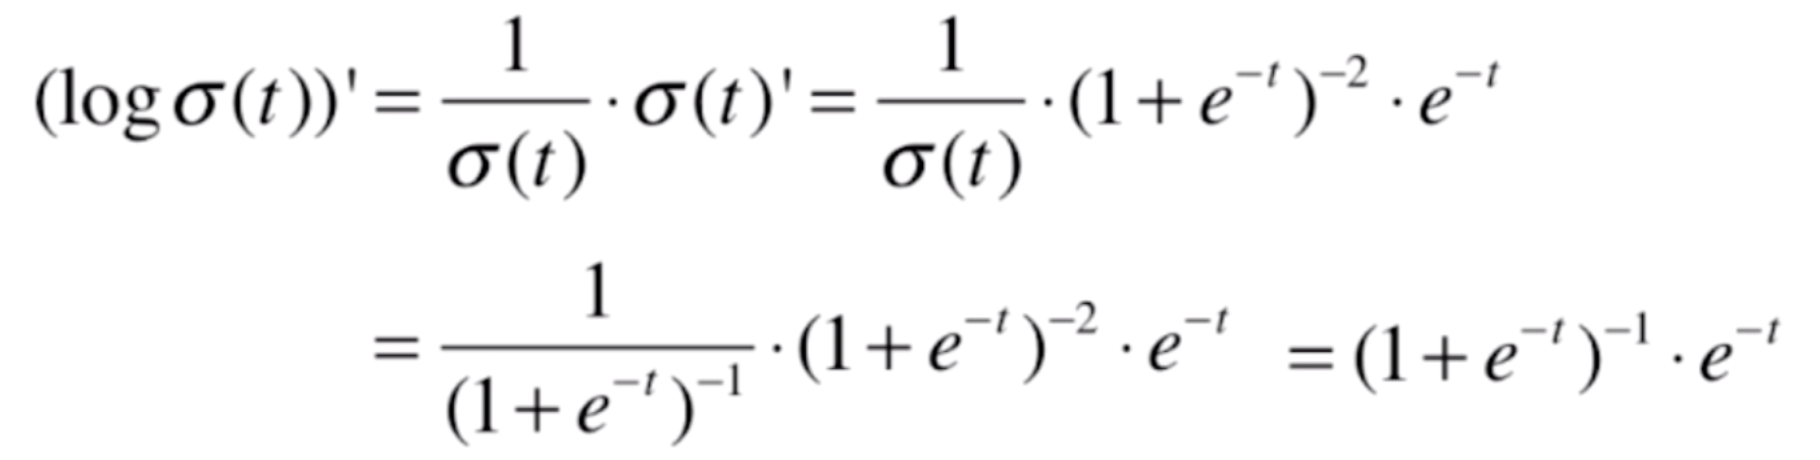 (log σ(t))' = 1/σ(t) · σ(t)' = 1/σ(t) · (1+e^{-t})^{-2} · e^{-t}
= 1/(1+e^{-t})^{-1} · (1+e^{-t})^{-2} · e^{-t} = (1+e^{-t})^{-1} · e^{-t}